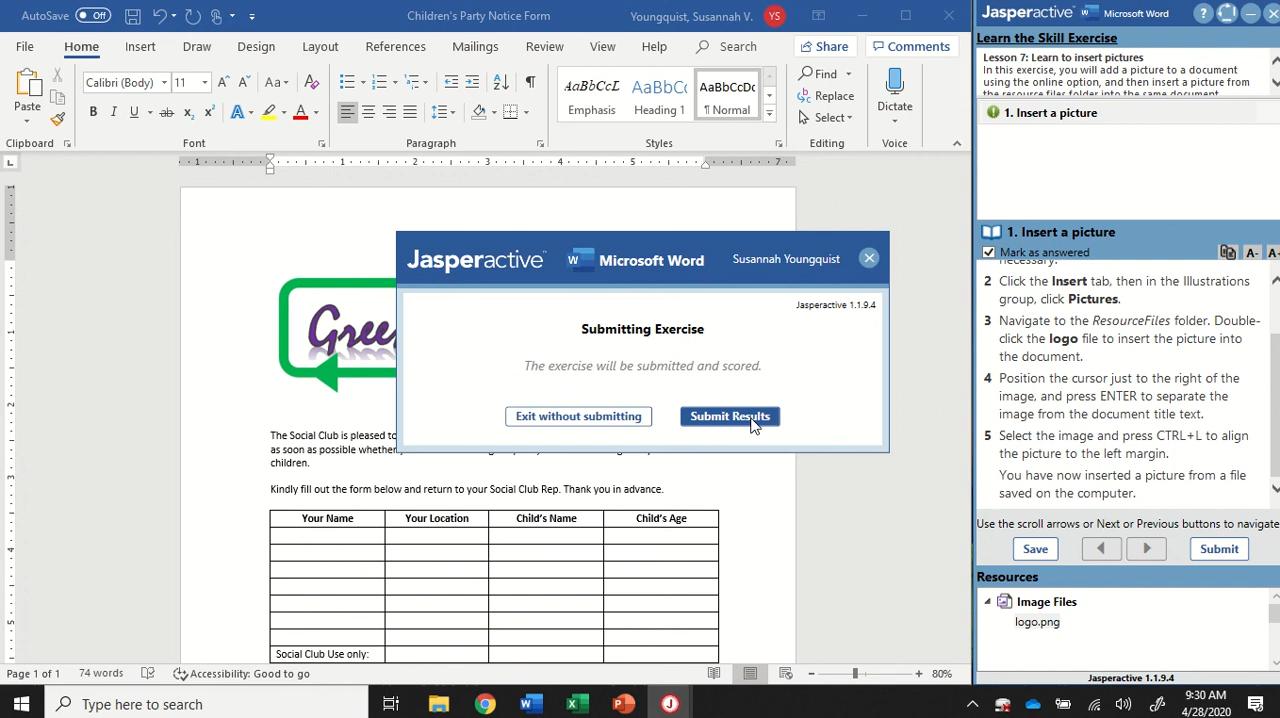 AutoSave Off
Children's Party Notice Form
Youngquist, Susannah V. YS
File Home Insert Draw Design Layout References Mailings Review View Help Search Share Comments
Paste
Clipboard
Calibri (Body) 11
Font
Paragraph
AaBbCcL AaBbCc AaBbCcDc
Emphasis Heading 1 ¶ Normal
Styles
Find
Replace
Select
Editing
Dictate
Voice
The Social Club is pleased to
as soon as possible whether
children.
Kindly fill out the form below and return to your Social Club Rep. Thank you in advance.
Your Name Your Location Child's Name Child's Age
Social Club Use only:
Jasperactive Microsoft Word Susannah Youngquist
Jasperactive 1.1.9.4
Submitting Exercise
The exercise will be submitted and scored.
Exit without submitting Submit Results
Page 1 of 1 74 words Accessibility: Good to go 80%
Jasperactive Microsoft Word
Learn the Skill Exercise
Lesson 7: Learn to insert pictures
In this exercise, you will add a picture to a document
using the online option, and then insert a picture from
the resource files folder into the same document.
1. Insert a picture
1. Insert a picture
Mark as answered A- A
necessary.
2 Click the Insert tab, then in the Illustrations
group, click Pictures.
3 Navigate to the ResourceFiles folder. Double-
click the logo file to insert the picture into
the document.
4 Position the cursor just to the right of the
image, and press ENTER to separate the
image from the document title text.
5 Select the image and press CTRL+L to align
the picture to the left margin.
You have now inserted a picture from a file
saved on the computer.
Use the scroll arrows or Next or Previous buttons to navigate
Save Submit
Resources
Image Files
logo.png
Jasperactive 1.1.9.4
Type here to search
9:30 AM
4/28/2020